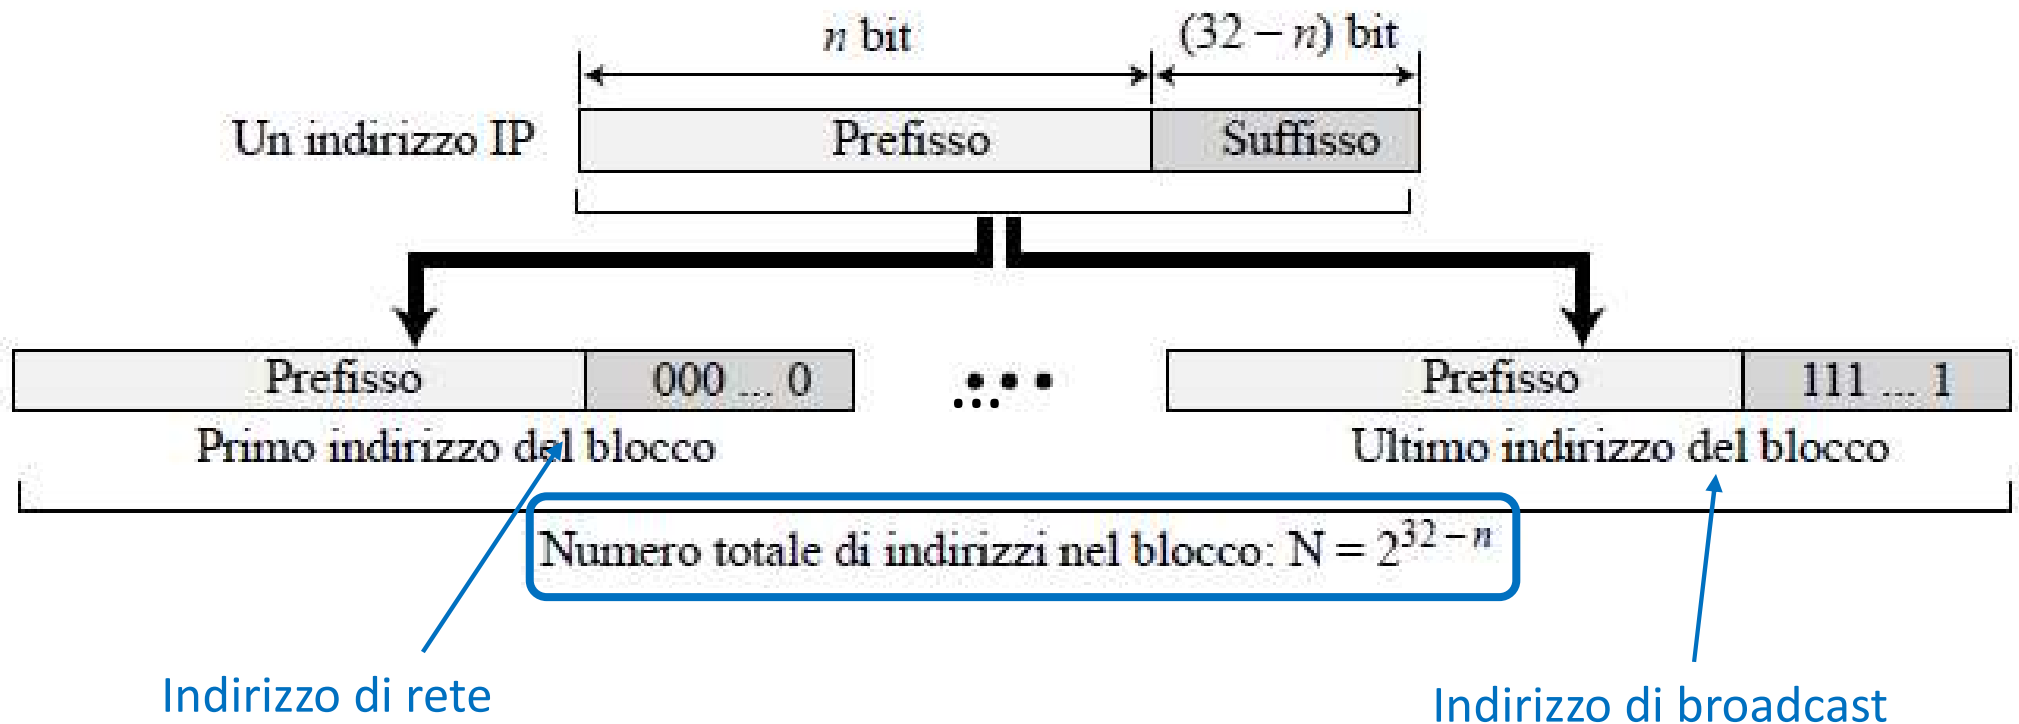 n bit
(32 – n) bit
Un indirizzo IP
Prefisso
Suffisso
Prefisso
000 ... 0
...
Prefisso
111 ... 1
Primo indirizzo del blocco
Ultimo indirizzo del blocco
Numero totale di indirizzi nel blocco: N = 2^{32 – n}
Indirizzo di rete
Indirizzo di broadcast